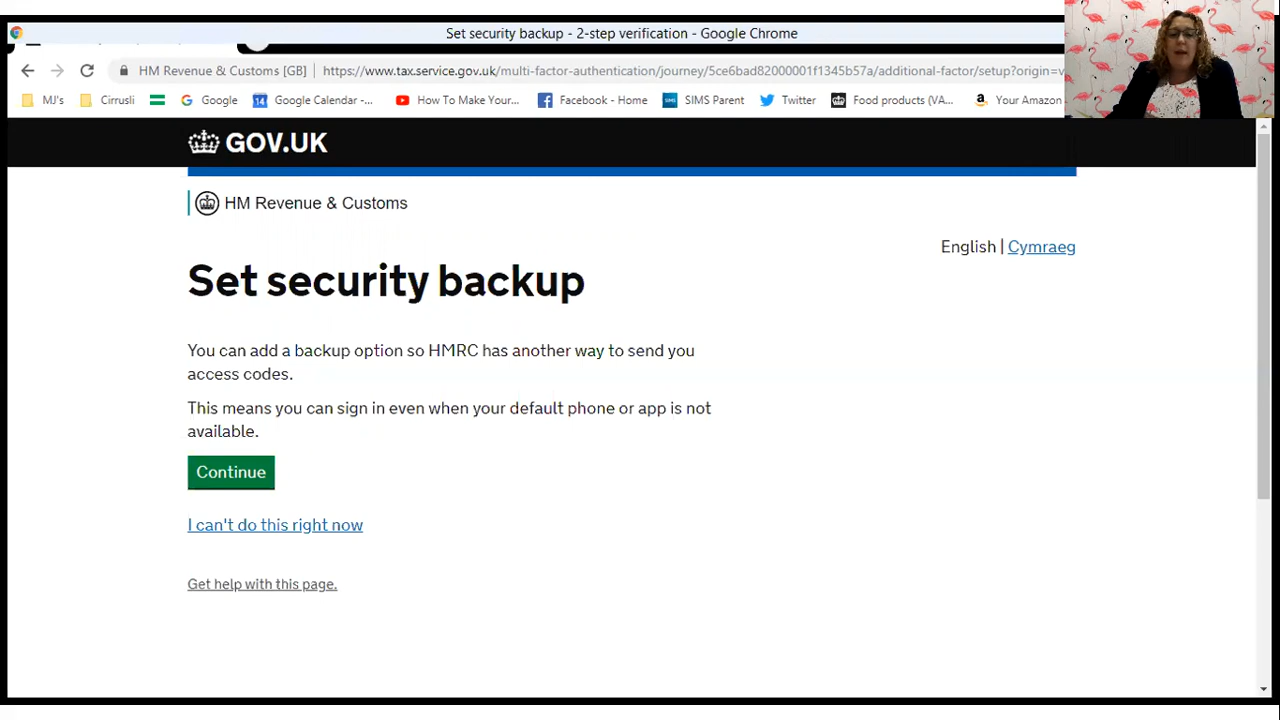 Set security backup - 2-step verification - Google Chrome
HM Revenue & Customs [GB] | https://www.tax.service.gov.uk/multi-factor-authentication/journey/5ce6bad82000001f1345b57a/additional-factor/setup?origin=v
MJ's Cirrusit Google Google Calendar -... How To Make Your... Facebook - Home SIMS Parent Twitter Food products (VA... Your Amazon
GOV.UK
HM Revenue & Customs
English | Cymraeg
Set security backup
You can add a backup option so HMRC has another way to send you
access codes.
This means you can sign in even when your default phone or app is not
available.
Continue
I can't do this right now
Get help with this page.